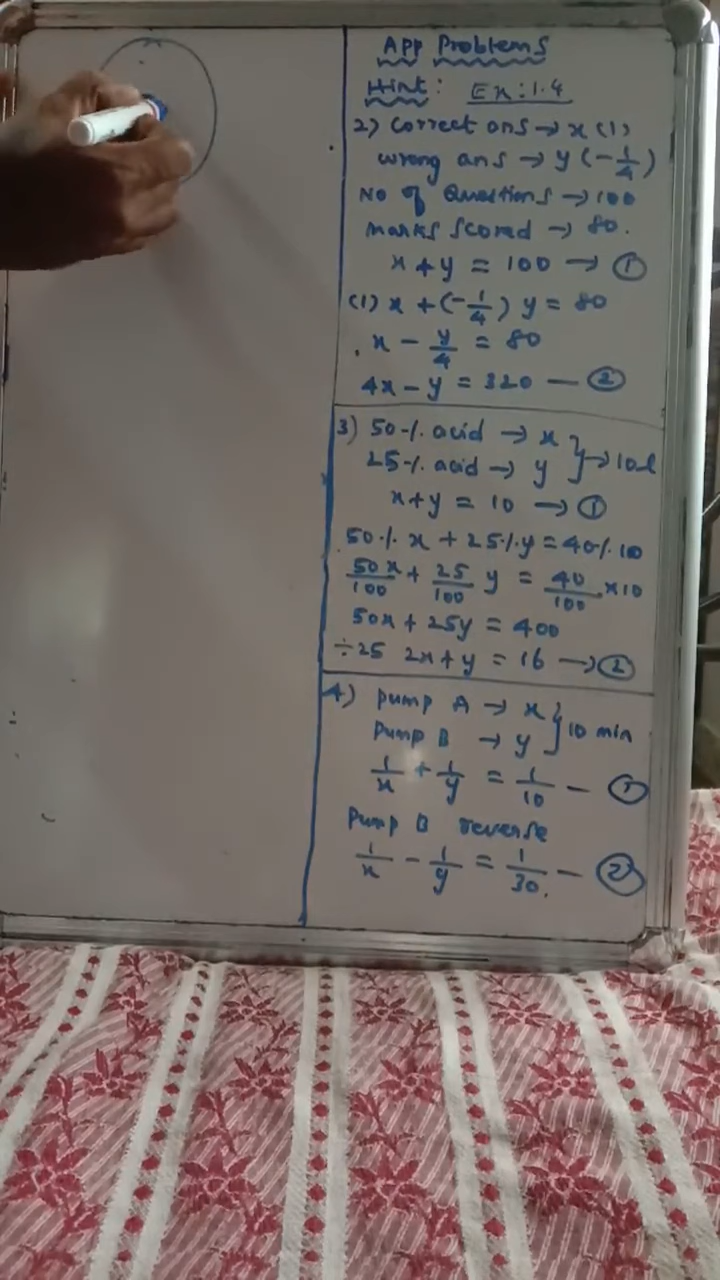 App Problems
Hint: Ex:1.4
2) correct ans → x (1)
wrong ans → y (-1/4)
No of Questions → 100
marks scored → 80.
x + y = 100 → ①
(1) x + (-1/4) y = 80
x - y/4 = 80
4x - y = 320 — ②
3) 50·/. acid → x } → 10l
25·/. acid → y
x+y = 10 → ①
50·/. x + 25·/. y = 40·/. 10
50x/100 + 25/100 y = 40/100 × 10
50x + 25y = 400
÷25 2x + y = 16 → ②
4) pump A → x } 10 min
Pump B → y
1/x + 1/y = 1/10 — ①
Pump B reverse
1/x - 1/y = 1/30. — ②